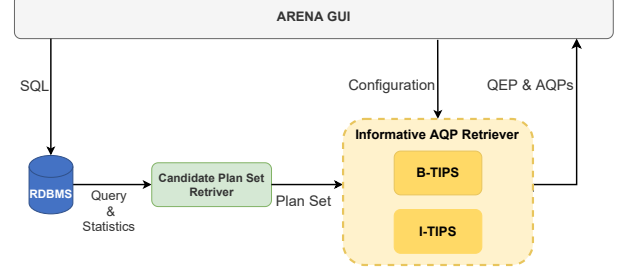 ARENA GUI
SQL
Configuration
QEP & AQPs
Informative AQP Retriever
B-TIPS
I-TIPS
RDBMS
Query
&
Statistics
Candidate Plan Set
Retriver
Plan Set